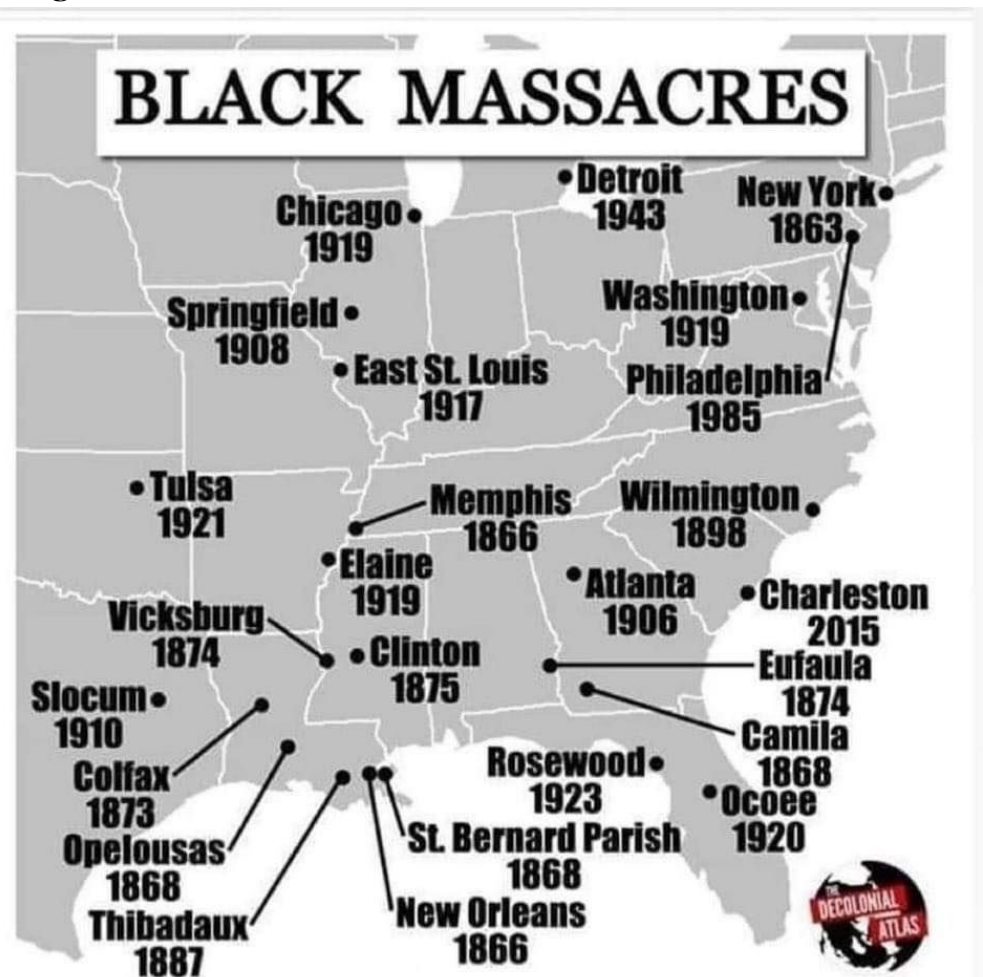 BLACK MASSACRES
Detroit
1943
New York
1863
Chicago
1919
Springfield
1908
Washington
1919
East St. Louis
1917
Philadelphia
1985
Tulsa
1921
Memphis
1866
Wilmington
1898
Elaine
1919
Atlanta
1906
Charleston
2015
Vicksburg
1874
Clinton
1875
Eufaula
1874
Slocum
1910
Camila
1868
Colfax
1873
Rosewood
1923
Ocoee
1920
Opelousas
1868
St. Bernard Parish
1868
Thibadaux
1887
New Orleans
1866
THE
DECOLONIAL
ATLAS